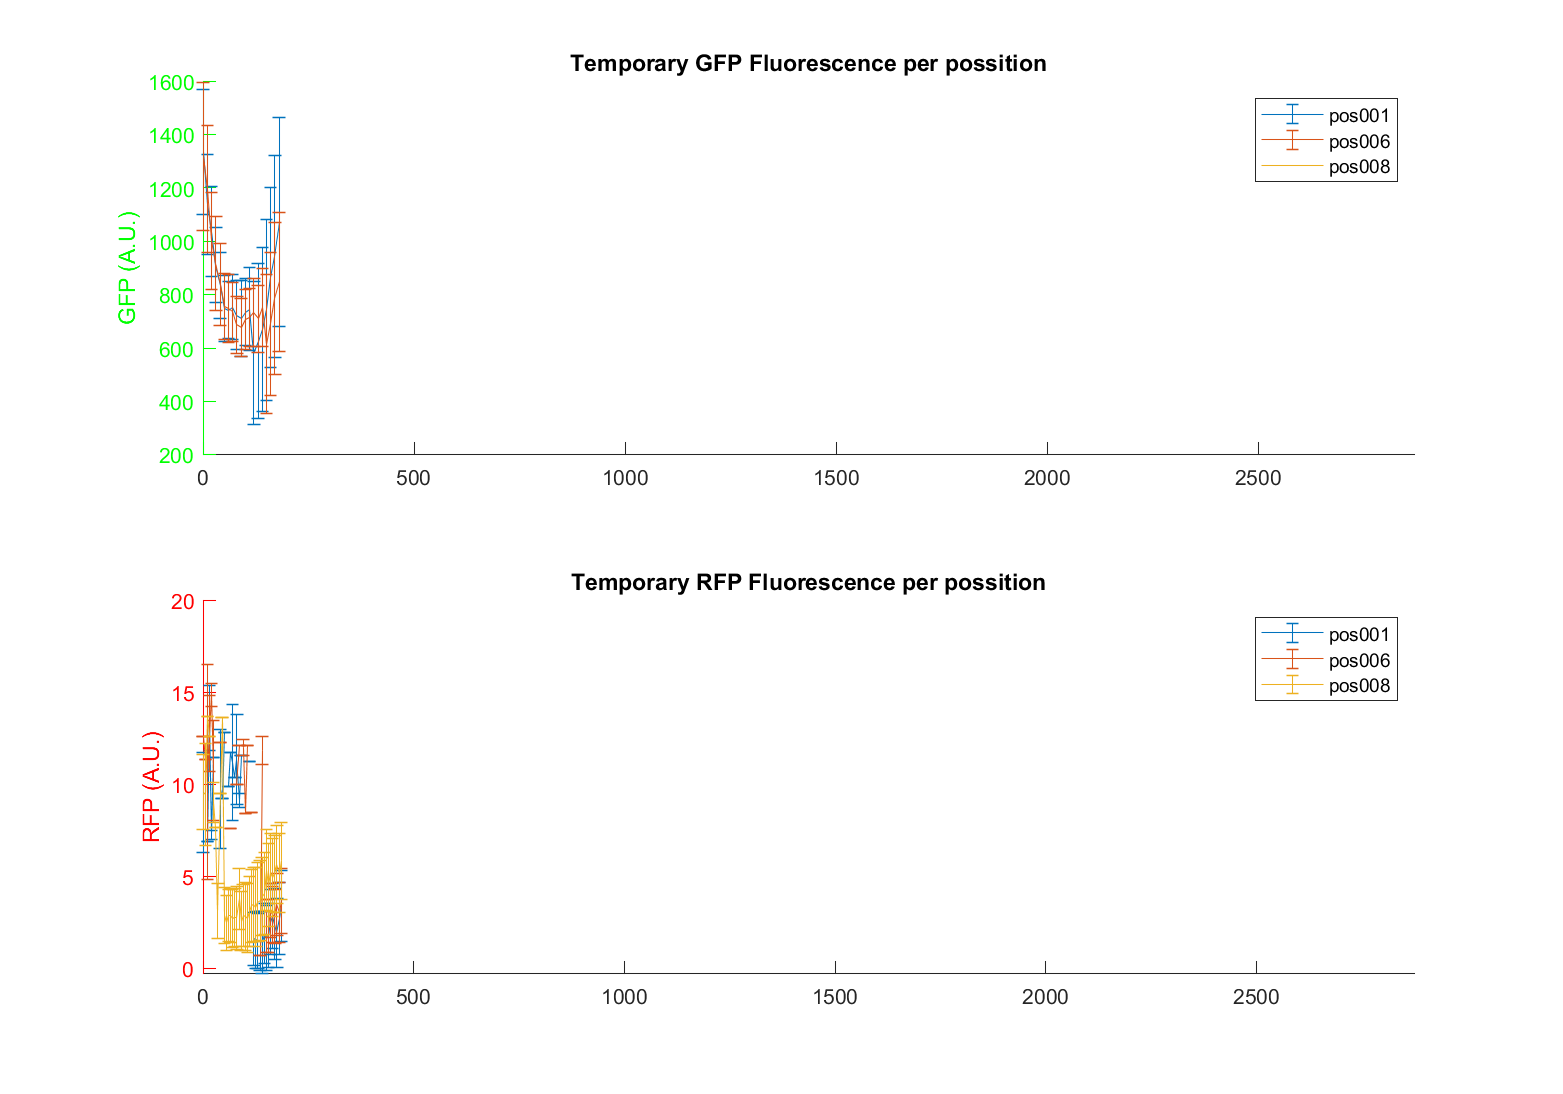 Temporary GFP Fluorescence per possition
1600
1400
1200
1000
800
600
400
200
GFP (A.U.)
pos001
pos006
pos008
0 500 1000 1500 2000 2500
Temporary RFP Fluorescence per possition
20
15
10
5
0
RFP (A.U.)
pos001
pos006
pos008
0 500 1000 1500 2000 2500